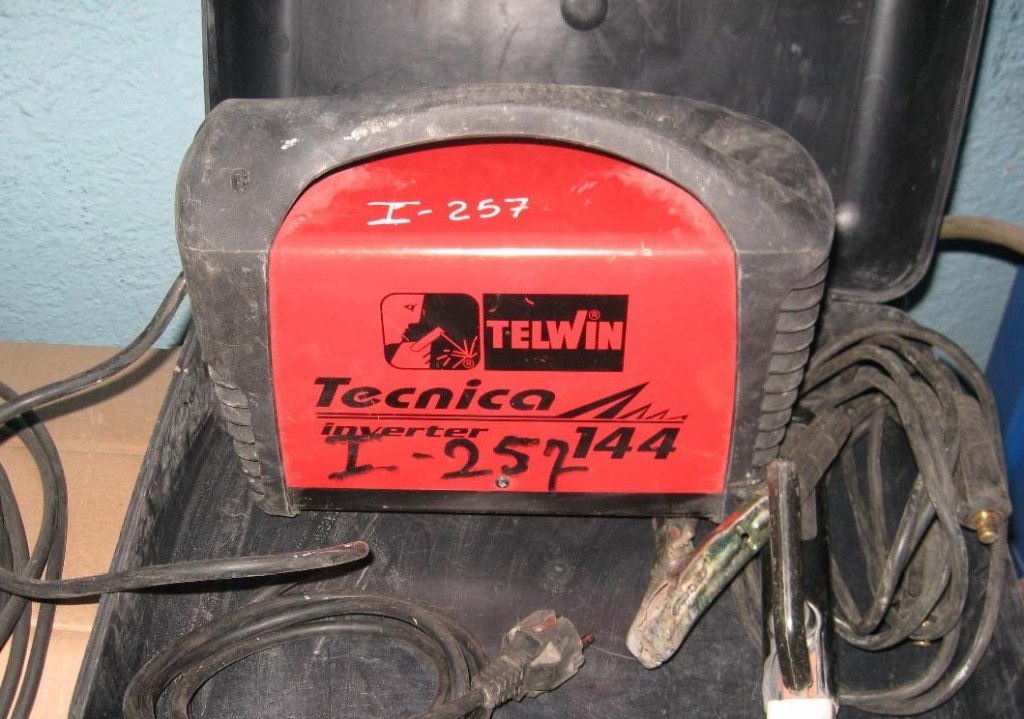 I-257
TELWIN®
®
Tecnica
inverter 144
I-257